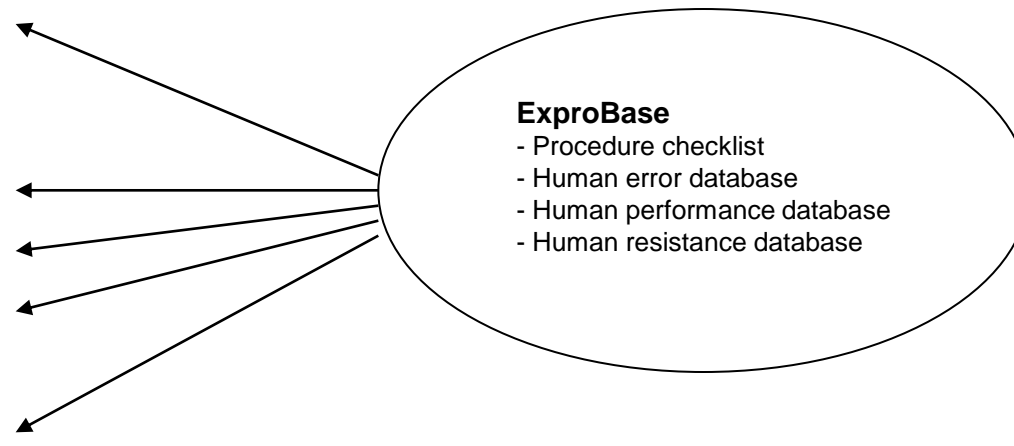 ExproBase
- Procedure checklist
- Human error database
- Human performance database
- Human resistance database